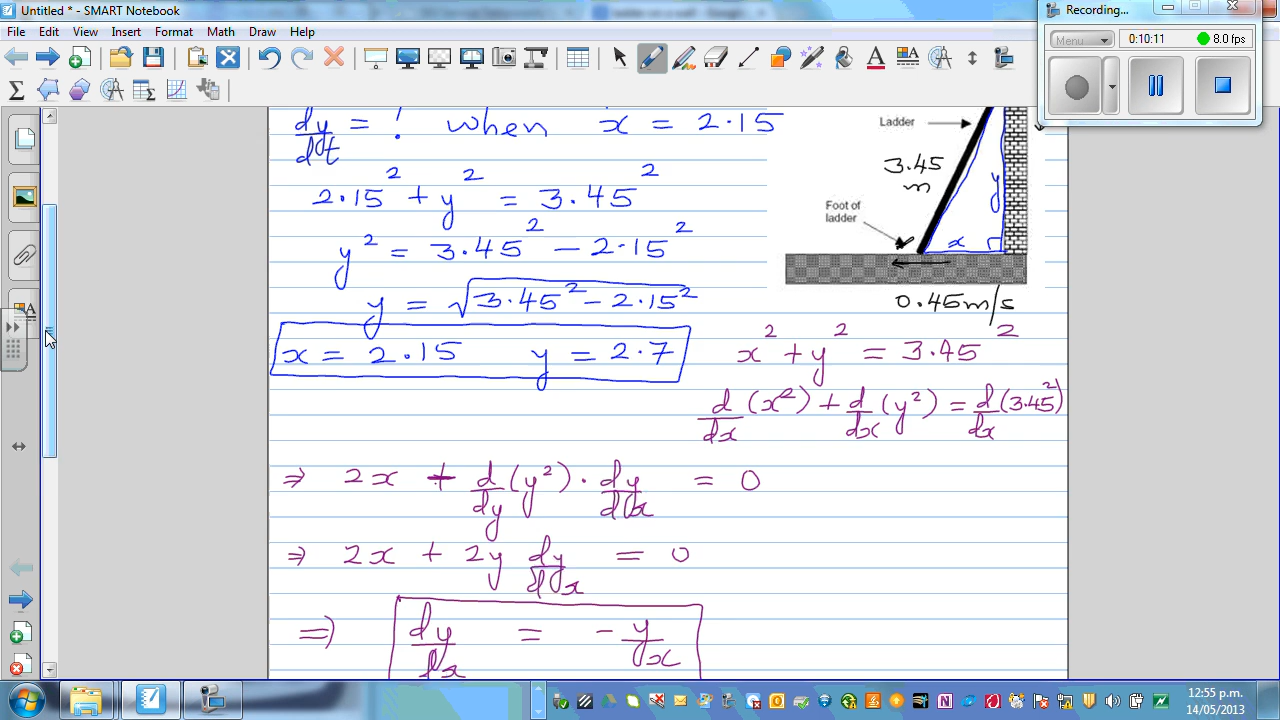 Untitled * - SMART Notebook
File Edit View Insert Format Math Draw Help
Recording...
Menu 0:10:11 8.0 fps
dy/dt = ! when x = 2.15
2.15² + y² = 3.45²
y² = 3.45² - 2.15²
y = √3.45² - 2.15²
x = 2.15 y = 2.7
Ladder
3.45
m
y
Foot of
ladder
x
0.45m/s
x² + y² = 3.45²
d/dx (x²) + d/dx (y²) = d/dx (3.45²)
⇒ 2x + d/dy (y²) · dy/dx = 0
⇒ 2x + 2y dy/dx = 0
⇒ dy/dx = - y/x
12:55 p.m.
14/05/2013